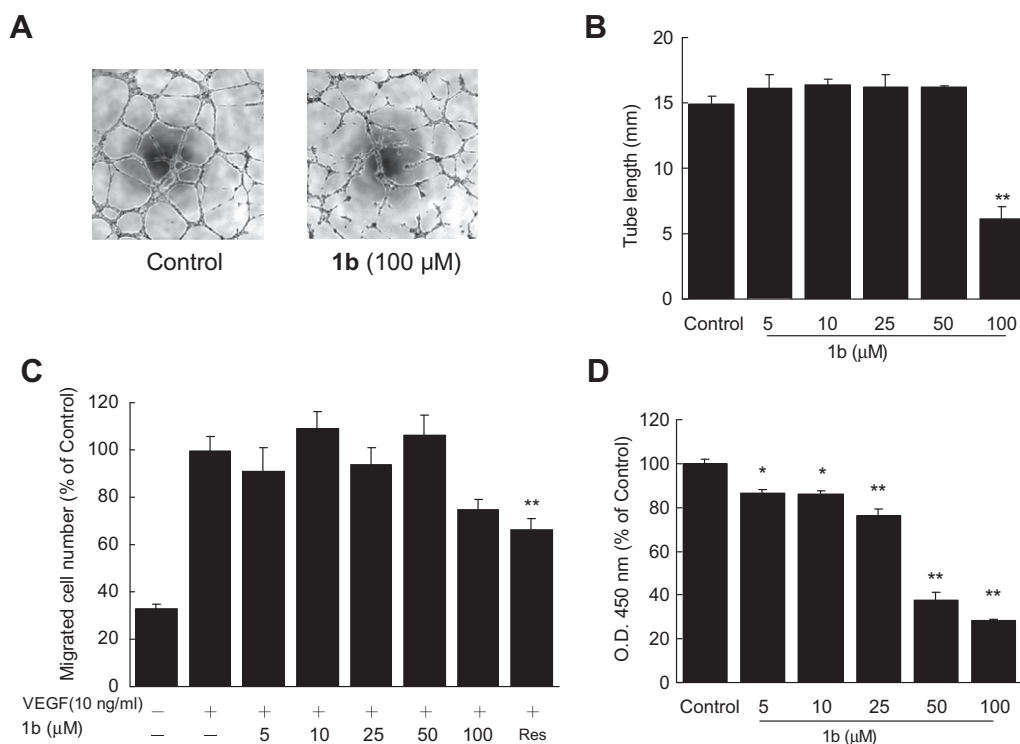 A
Control
1b (100 μM)
B
Tube length (mm)
20
15
10
5
0
**
Control 5 10 25 50 100
1b (μM)
C
Migrated cell number (% of Control)
120
100
80
60
40
20
0
**
VEGF(10 ng/ml) – + + + + + + +
1b (μM) – – 5 10 25 50 100 Res
D
O.D. 450 nm (% of Control)
120
100
80
60
40
20
0
* * ** ** **
Control 5 10 25 50 100
1b (μM)